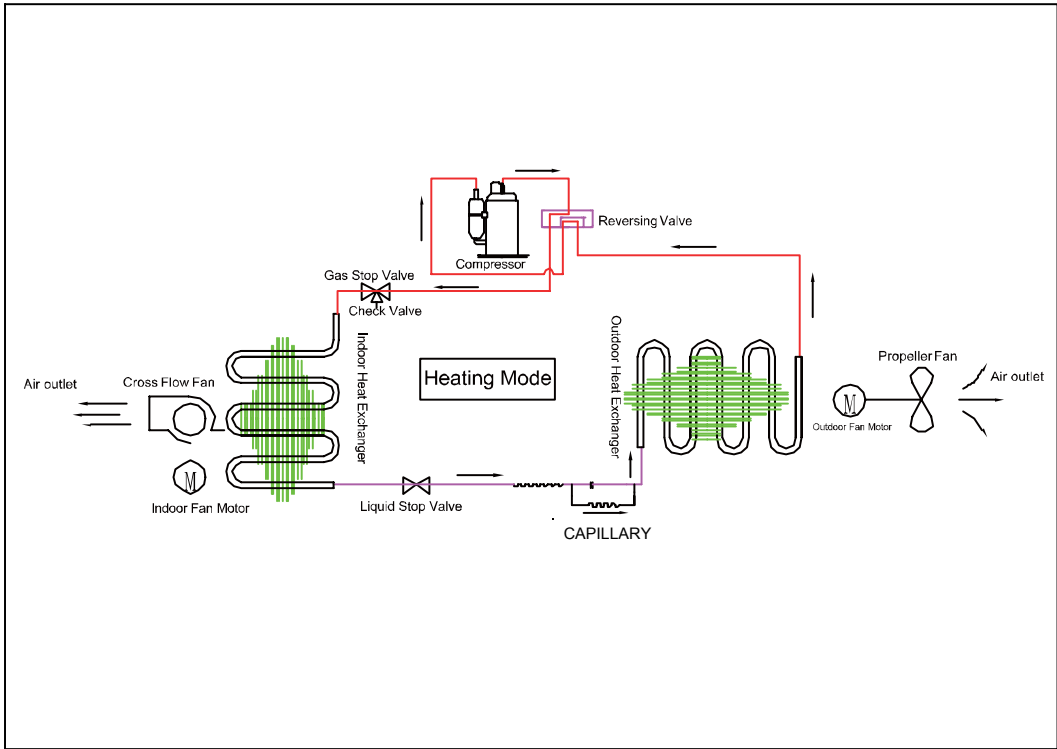 Reversing Valve
Compressor
Gas Stop Valve
Check Valve
Indoor Heat Exchanger
Outdoor Heat Exchanger
Heating Mode
Propeller Fan
Air outlet
Air outlet
Cross Flow Fan
M
Outdoor Fan Motor
M
Indoor Fan Motor
Liquid Stop Valve
CAPILLARY